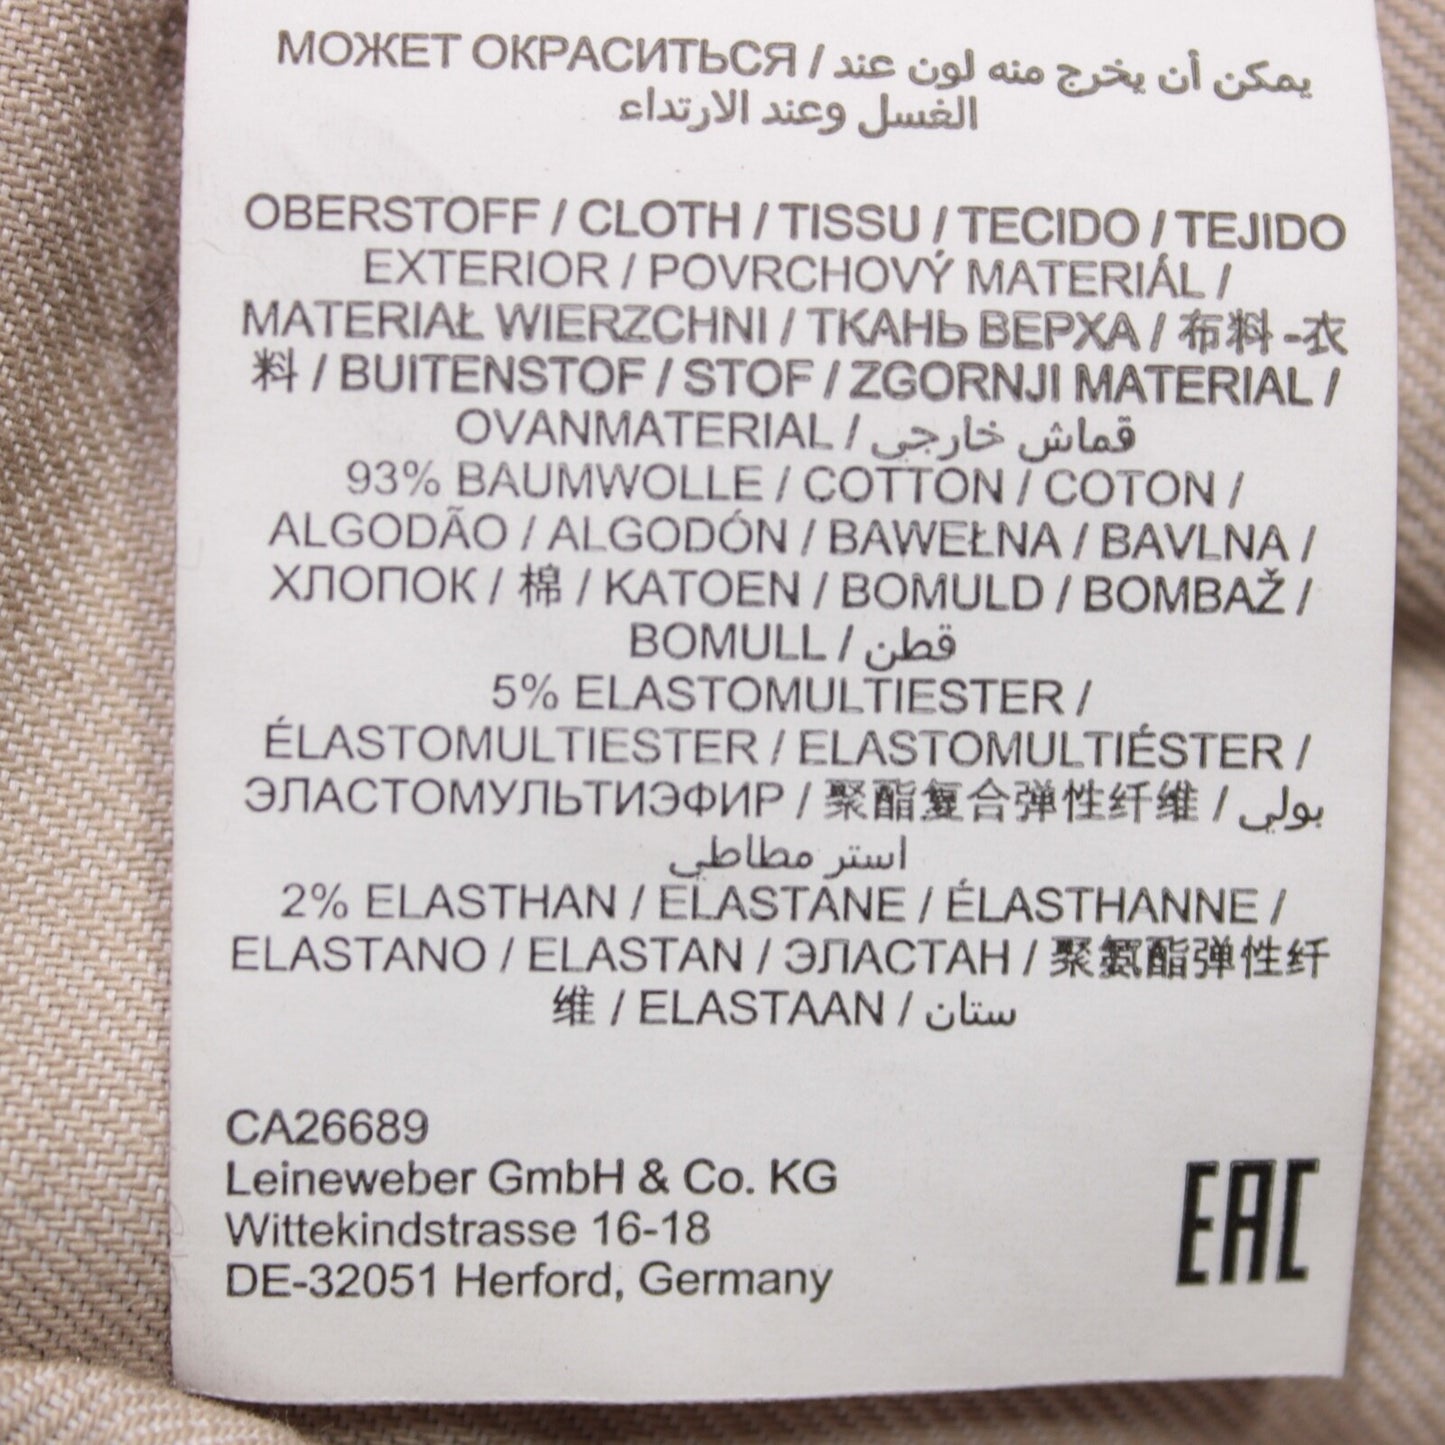 МОЖЕТ ОКРАСИТЬСЯ / يمكن أن يخرج منه لون عند
الغسل وعند الارتداء
OBERSTOFF / CLOTH / TISSU / TECIDO / TEJIDO
EXTERIOR / POVRCHOVÝ MATERIÁL /
MATERIAŁ WIERZCHNI / ТКАНЬ ВЕРХА / 布料 -衣
料 / BUITENSTOF / STOF / ZGORNJI MATERIAL /
OVANMATERIAL / قماش خارجي
93% BAUMWOLLE / COTTON / COTON /
ALGODÃO / ALGODÓN / BAWEŁNA / BAVLNA /
ХЛОПОК / 棉 / KATOEN / BOMULD / BOMBAŽ /
BOMULL / قطن
5% ELASTOMULTIESTER /
ÉLASTOMULTIESTER / ELASTOMULTIÉSTER /
ЭЛАСТОМУЛЬТИЭФИР / 聚酯复合弹性纤维 / بولي
استر مطاطي
2% ELASTHAN / ELASTANE / ÉLASTHANNE /
ELASTANO / ELASTAN / ЭЛАСТАН / 聚氨酯弹性纤
维 / ELASTAAN / ستان
CA26689
Leineweber GmbH & Co. KG
Wittekindstrasse 16-18
DE-32051 Herford, Germany
EAC